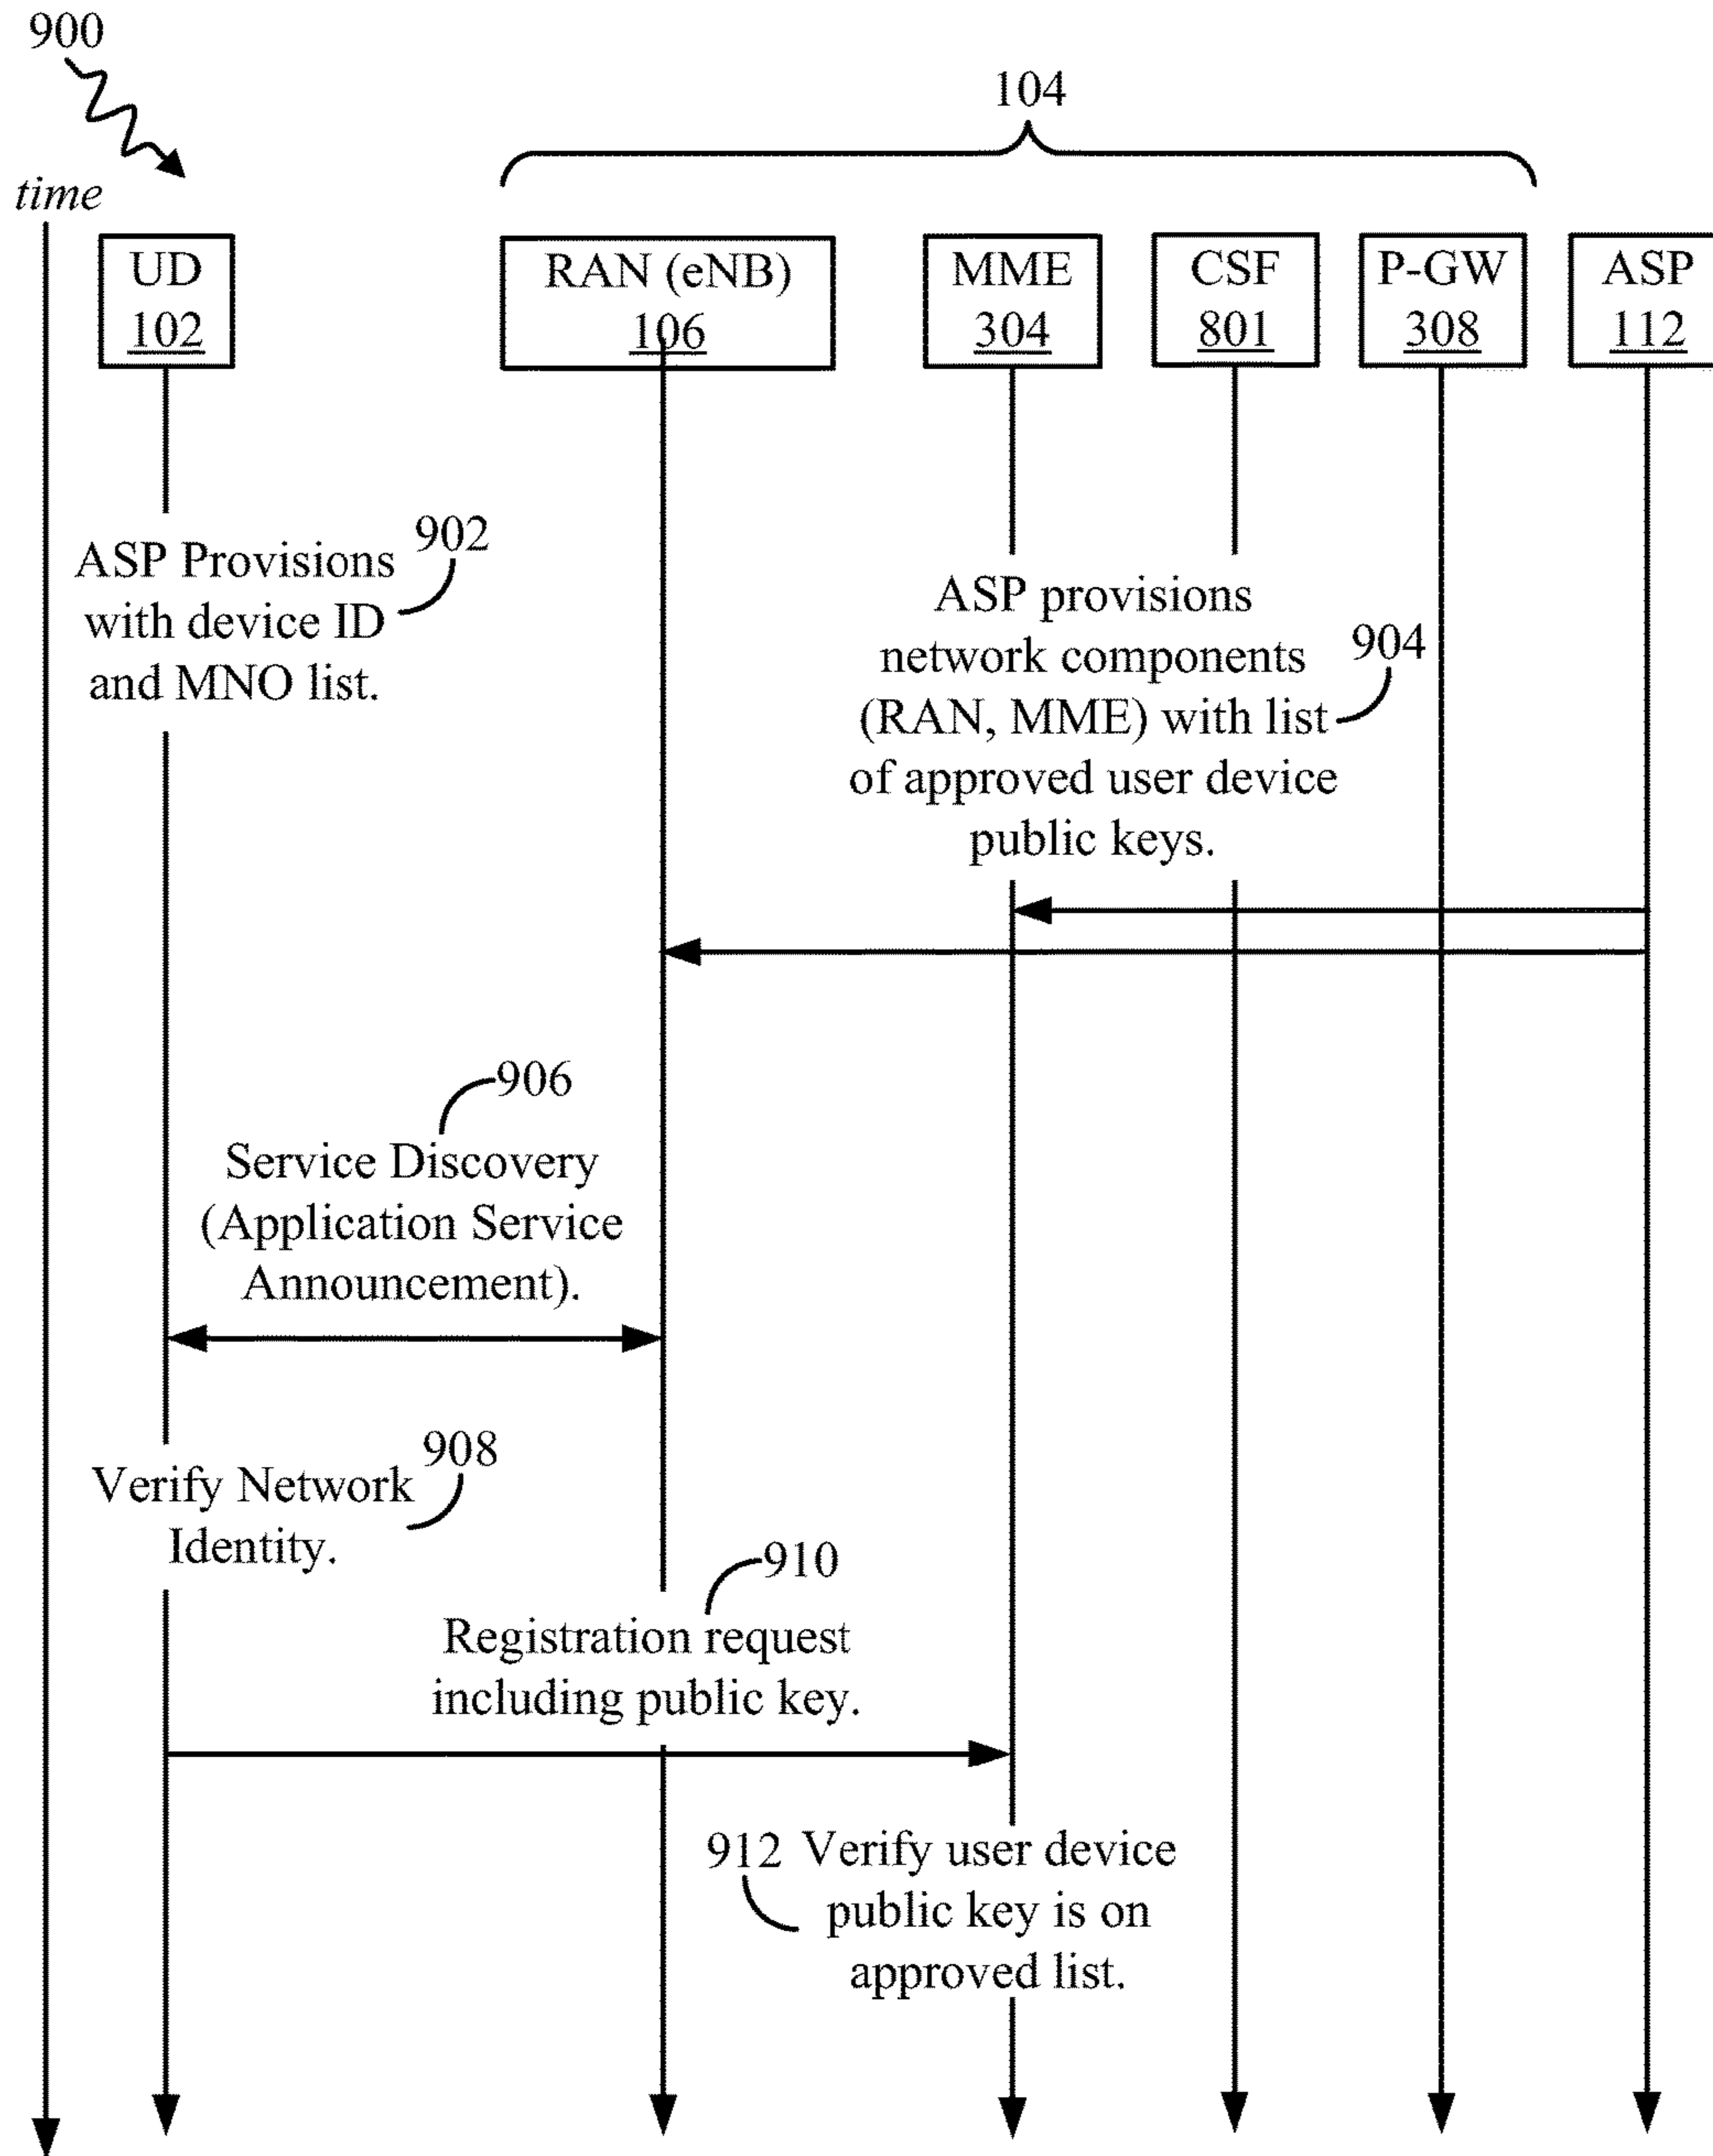 900
104
time
UD
102
RAN (eNB)
106
MME
304
CSF
801
P-GW
308
ASP
112
902
ASP Provisions
with device ID
and MNO list.
904
ASP provisions
network components
(RAN, MME) with list
of approved user device
public keys.
906
Service Discovery
(Application Service
Announcement).
908
Verify Network
Identity.
910
Registration request
including public key.
912 Verify user device
public key is on
approved list.